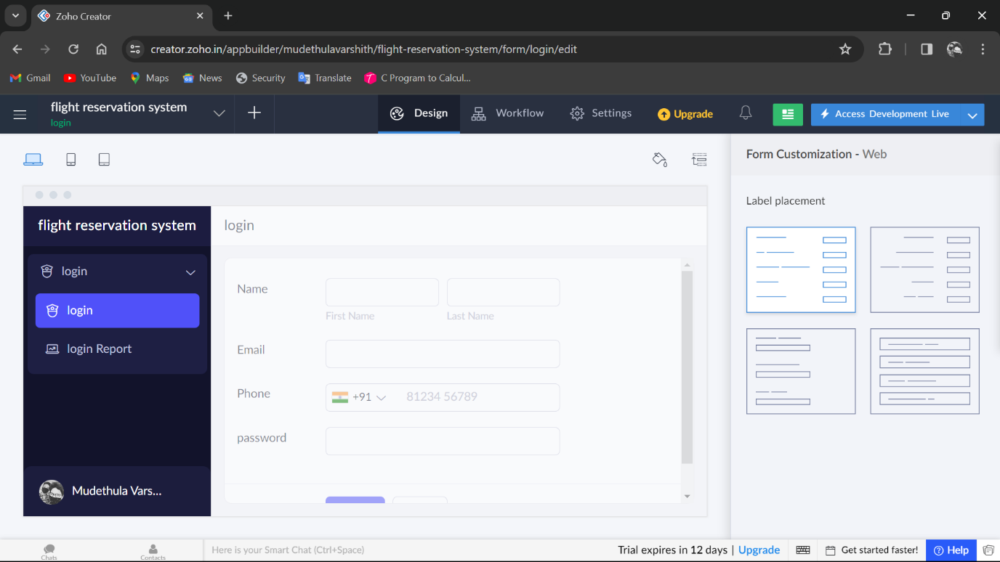 Zoho Creator
creator.zoho.in/appbuilder/mudethulavarshith/flight-reservation-system/form/login/edit
Gmail YouTube Maps News Security Translate C Program to Calcul...
flight reservation system
login
Design Workflow Settings Upgrade Access Development Live
Form Customization - Web
Label placement
flight reservation system
login
login
login
login Report
Mudethula Vars...
Name
First Name Last Name
Email
Phone +91 81234 56789
password
Chats Contacts Here is your Smart Chat (Ctrl+Space) Trial expires in 12 days | Upgrade Get started faster! Help